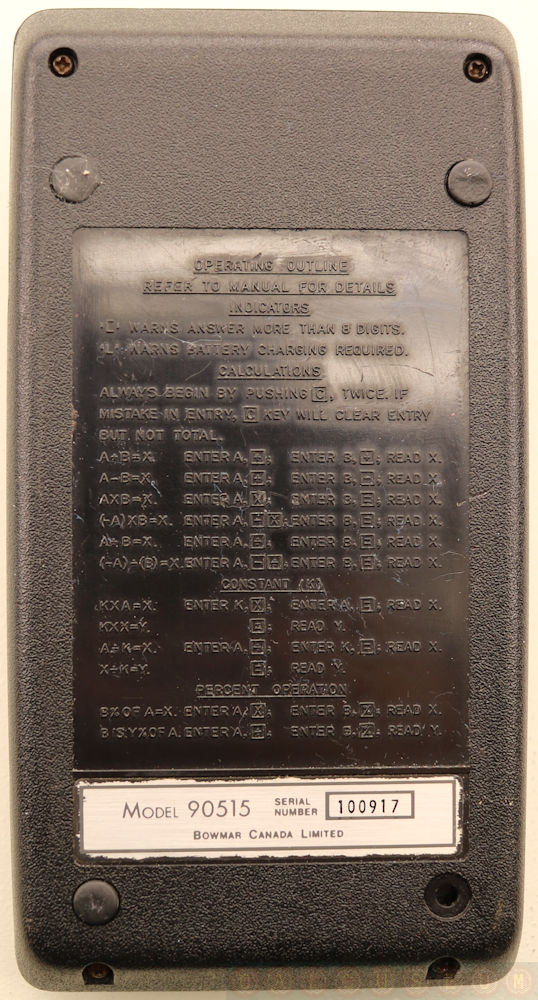 OPERATING OUTLINE
REFER TO MANUAL FOR DETAILS
INDICATORS
WARNS ANSWER MORE THAN 8 DIGITS.
"L" WARNS BATTERY CHARGING REQUIRED.
CALCULATIONS
ALWAYS BEGIN BY PUSHING C, TWICE. IF
MISTAKE IN ENTRY, C KEY WILL CLEAR ENTRY
BUT NOT TOTAL.
A+B=X. ENTER A, ENTER B, READ X.
A-B=X. ENTER A, ENTER B, READ X.
AXB=X. ENTER A, X; ENTER B, READ X.
(-A)XB=X. ENTER A, X; ENTER B, READ X.
A÷B=X. ENTER A, ENTER B, READ X.
(-A)÷(B)=X. ENTER A, ENTER B, READ X.
CONSTANT (K)
KXA=X. ENTER K, X; ENTER A, READ X.
KXX=Y. READ Y.
A÷K=X. ENTER A, ENTER K, READ X.
X÷K=Y. READ Y.
PERCENT OPERATION
B% OF A=X. ENTER A, X; ENTER B, %; READ X.
B IS Y% OF A. ENTER A, ENTER B, %; READ Y.
MODEL 90515 SERIAL NUMBER 100917
BOWMAR CANADA LIMITED